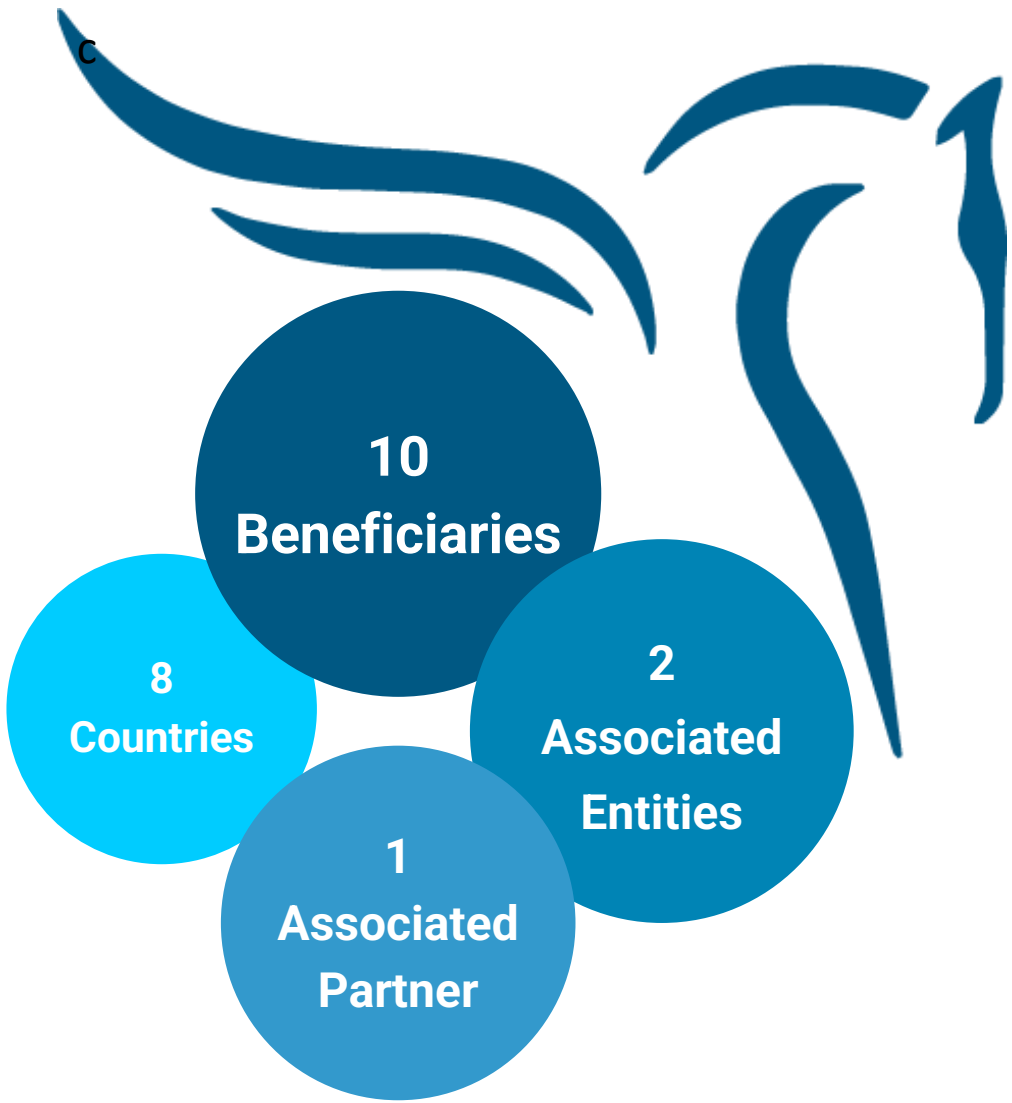 c
10
Beneficiaries
8
Countries
2
Associated
Entities
1
Associated
Partner